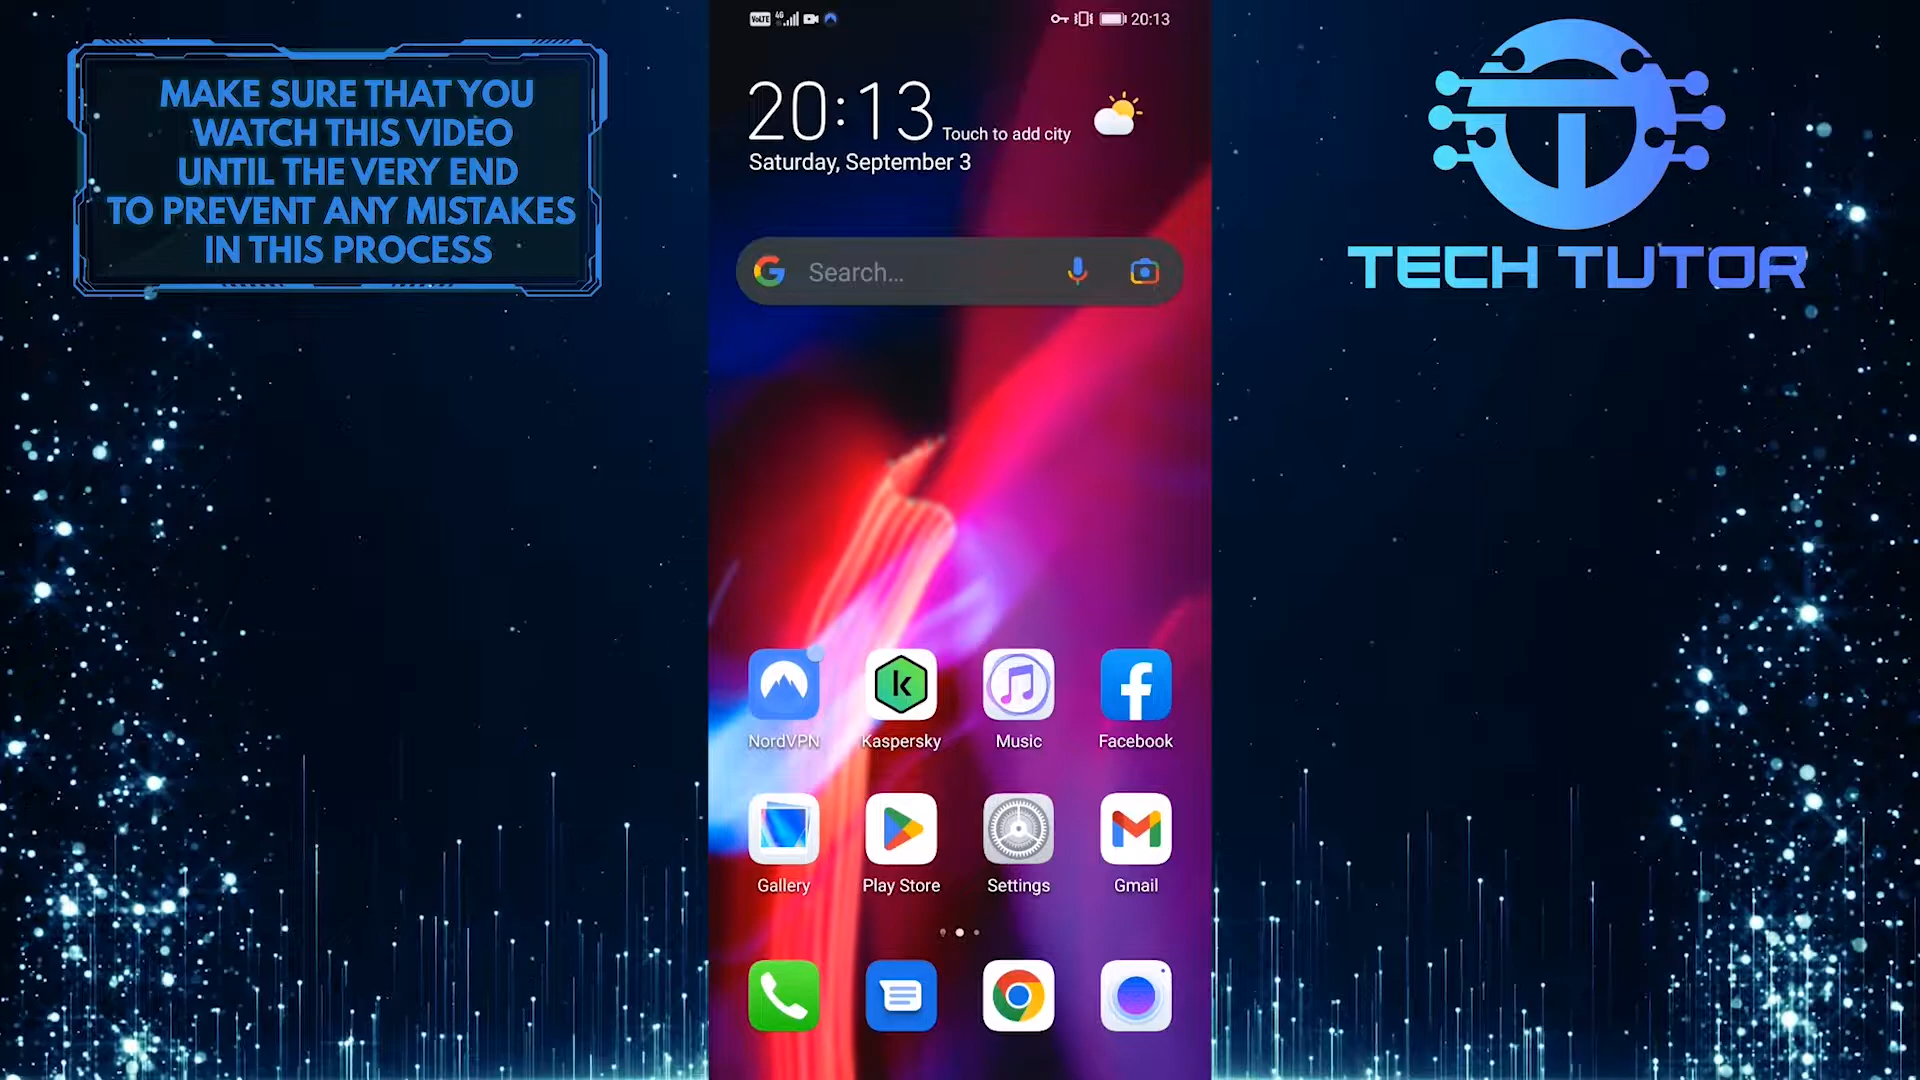 MAKE SURE THAT YOU
WATCH THIS VIDEO
UNTIL THE VERY END
TO PREVENT ANY MISTAKES
IN THIS PROCESS
VoLTE 4G 20:13
20:13 Touch to add city
Saturday, September 3
Search...
NordVPN Kaspersky Music Facebook
Gallery Play Store Settings Gmail
TECH TUTOR